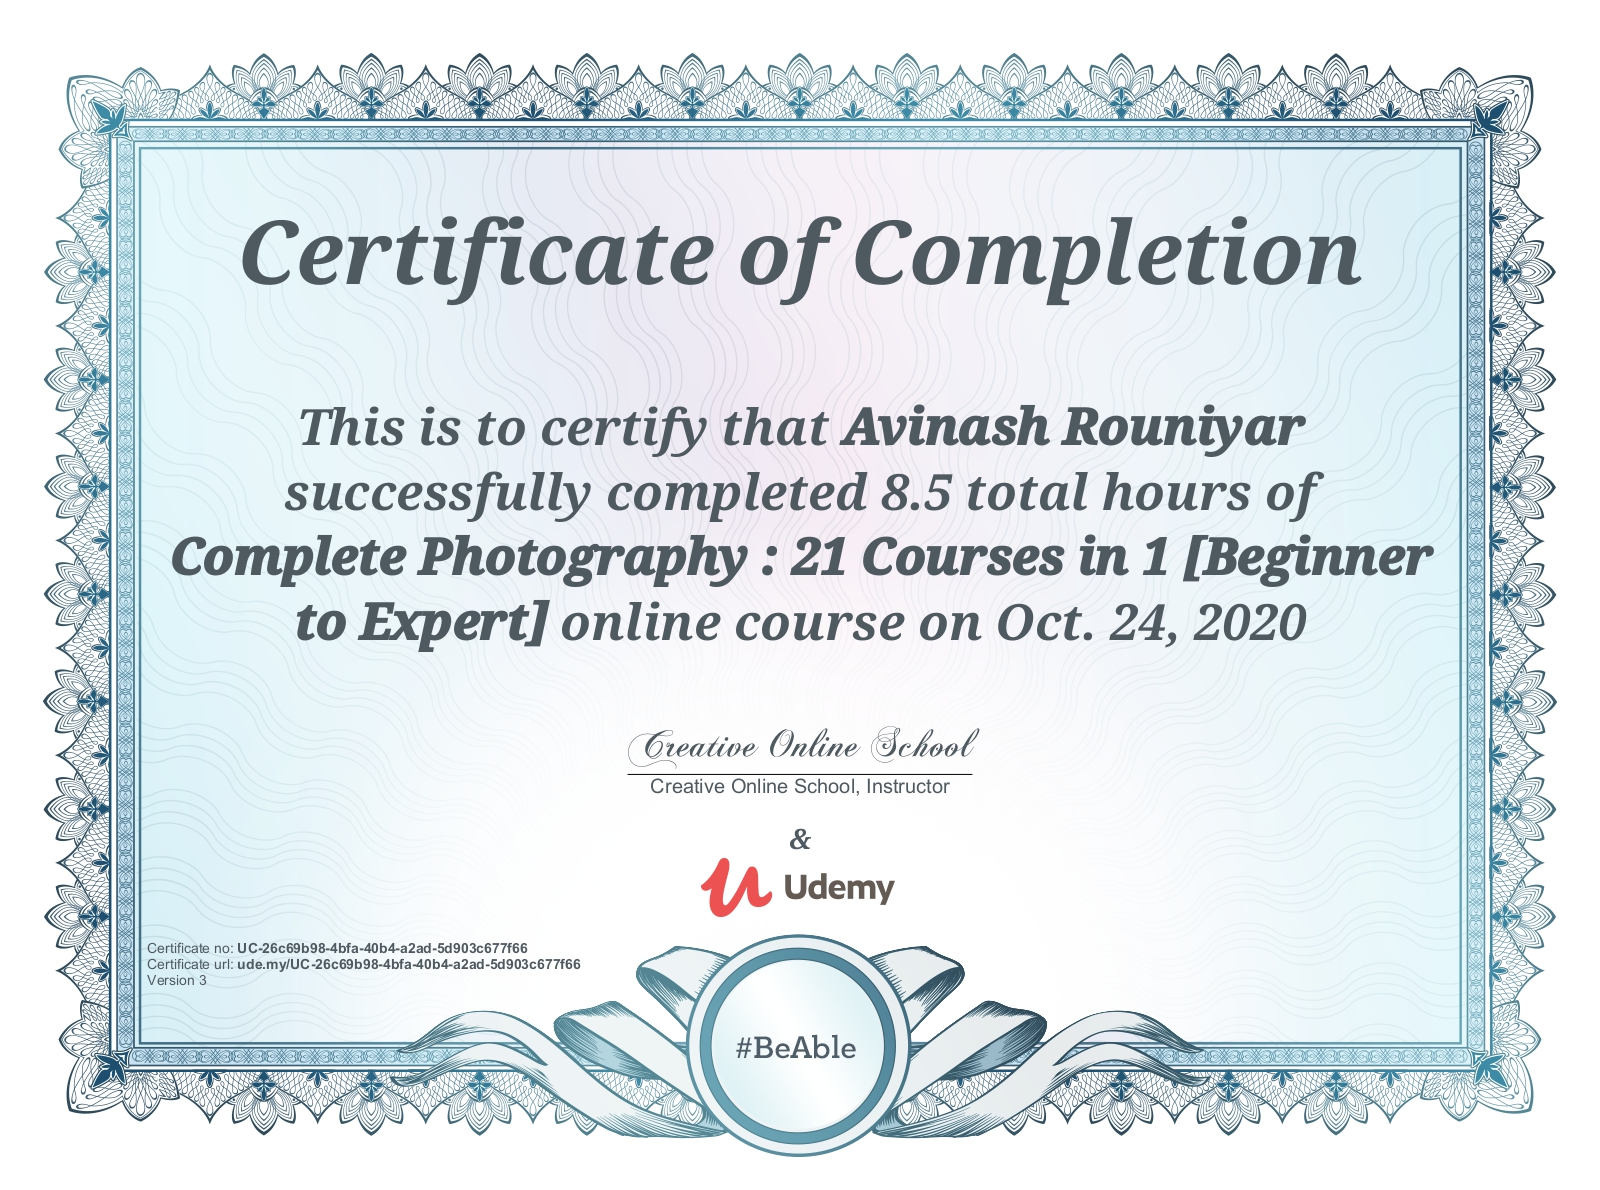 Certificate of Completion
This is to certify that Avinash Rouniyar
successfully completed 8.5 total hours of
Complete Photography : 21 Courses in 1 [Beginner
to Expert] online course on Oct. 24, 2020
Creative Online School
Creative Online School, Instructor
&
Udemy
Certificate no: UC-26c69b98-4bfa-40b4-a2ad-5d903c677f66
Certificate url: ude.my/UC-26c69b98-4bfa-40b4-a2ad-5d903c677f66
Version 3
#BeAble